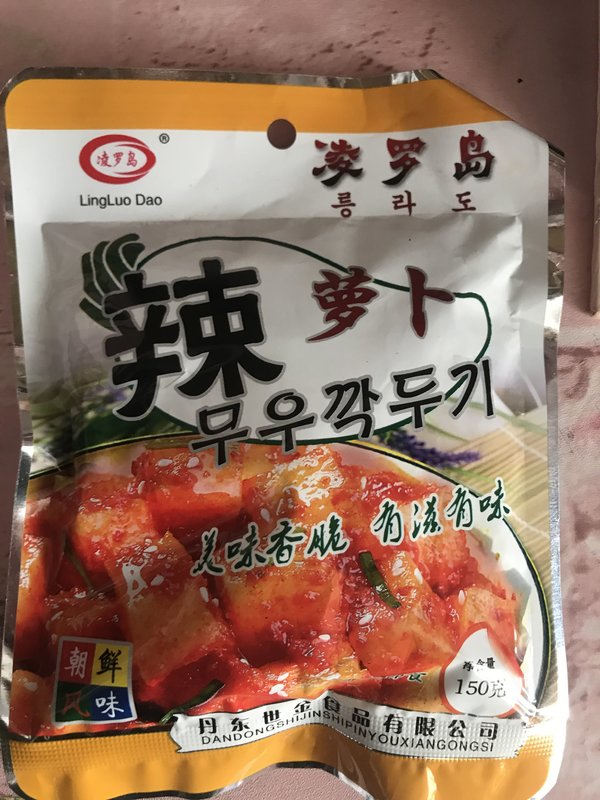 凌罗岛
®
LingLuo Dao
凌罗岛
릉라도
辣 萝卜
무우깍두기
美味香脆 有滋有味
朝鲜
风味
净含量
150克
丹东世金食品有限公司
DANDONGSHIJINSHIPINYOUXIANGONGSI